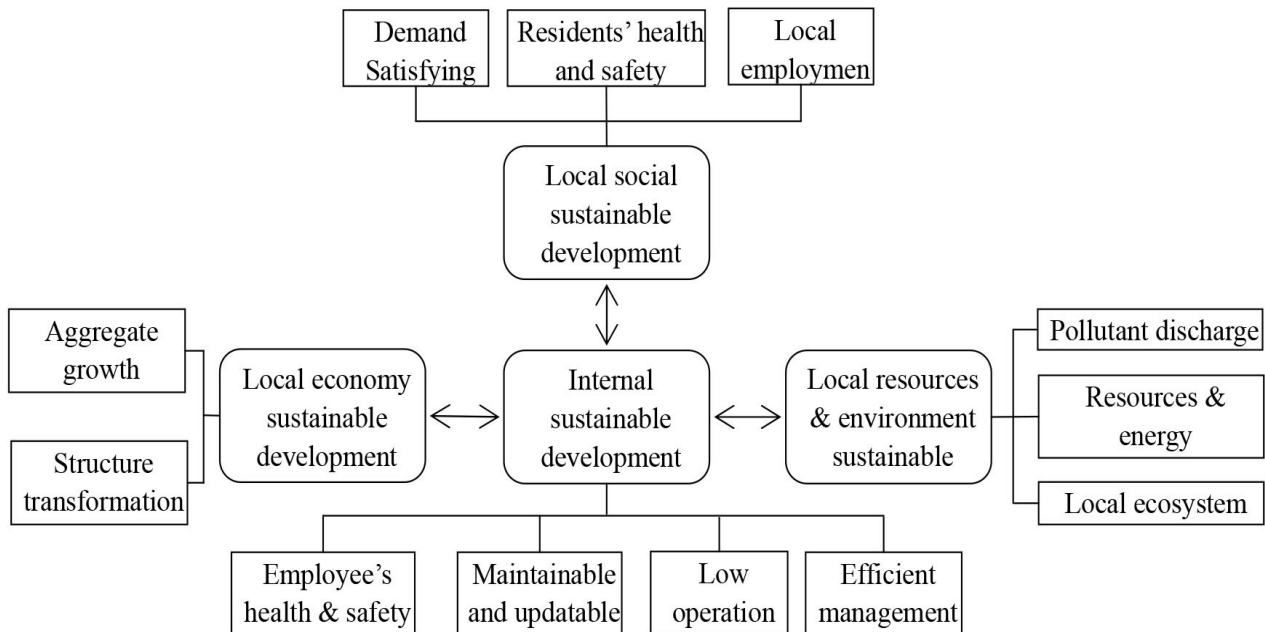 Demand
Satisfying
Residents’ health
and safety
Local
employmen
Local social
sustainable
development
Aggregate
growth
Structure
transformation
Local economy
sustainable
development
Internal
sustainable
development
Local resources
& environment
sustainable
Pollutant discharge
Resources &
energy
Local ecosystem
Employee’s
health & safety
Maintainable
and updatable
Low
operation
Efficient
management